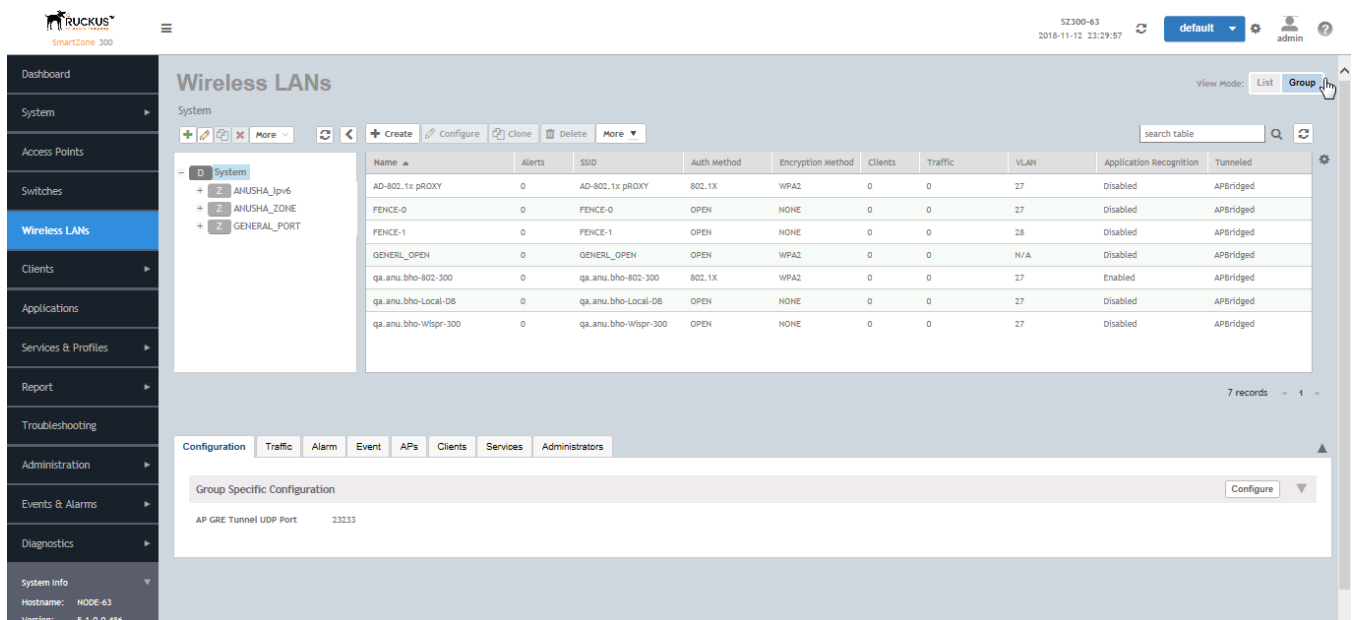 RUCKUS™
SmartZone 300
SZ300-63
2018-11-12 23:29:57
default
admin
Dashboard
System
Access Points
Switches
Wireless LANs
Clients
Applications
Services & Profiles
Report
Troubleshooting
Administration
Events & Alarms
Diagnostics
System Info
Hostname: NODE-63
Version: 5.1.0.0.486
Wireless LANs
View Mode: List Group
System
More
Create Configure Clone Delete More
search table
D System
Z ANUSHA_Ipv6
Z ANUSHA_ZONE
Z GENERAL_PORT
Name Alerts SSID Auth Method Encryption Method Clients Traffic VLAN Application Recognition Tunneled
AD-802.1x pROXY 0 AD-802.1x pROXY 802.1X WPA2 0 0 27 Disabled APBridged
FENCE-0 0 FENCE-0 OPEN NONE 0 0 27 Disabled APBridged
FENCE-1 0 FENCE-1 OPEN NONE 0 0 28 Disabled APBridged
GENERL_OPEN 0 GENERL_OPEN OPEN WPA2 0 0 N/A Disabled APBridged
qa.anu.bho-802-300 0 qa.anu.bho-802-300 802.1X WPA2 0 0 27 Enabled APBridged
qa.anu.bho-Local-DB 0 qa.anu.bho-Local-DB OPEN NONE 0 0 27 Disabled APBridged
qa.anu.bho-Wispr-300 0 qa.anu.bho-Wispr-300 OPEN NONE 0 0 27 Disabled APBridged
7 records « 1 »
Configuration Traffic Alarm Event APs Clients Services Administrators
Group Specific Configuration
Configure
AP GRE Tunnel UDP Port 23233